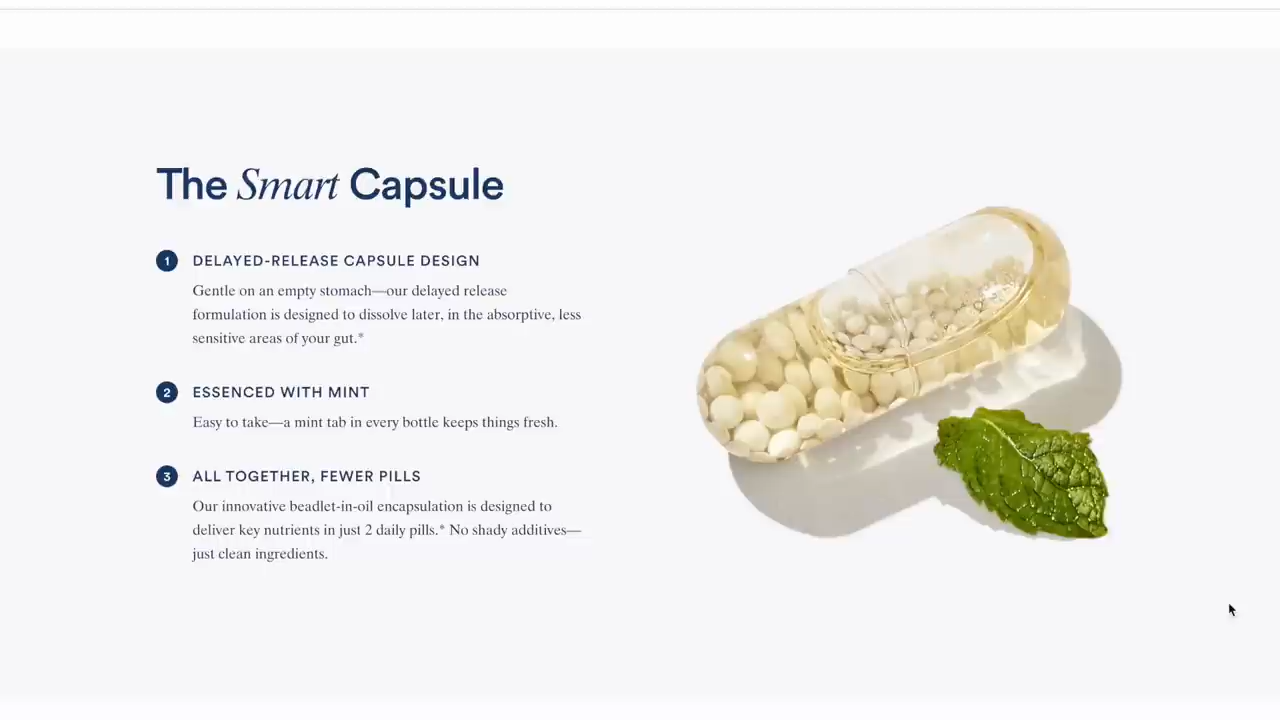 The Smart Capsule
1 DELAYED-RELEASE CAPSULE DESIGN
Gentle on an empty stomach—our delayed release
formulation is designed to dissolve later, in the absorptive, less
sensitive areas of your gut.*
2 ESSENCED WITH MINT
Easy to take—a mint tab in every bottle keeps things fresh.
3 ALL TOGETHER, FEWER PILLS
Our innovative beadlet-in-oil encapsulation is designed to
deliver key nutrients in just 2 daily pills.* No shady additives—
just clean ingredients.